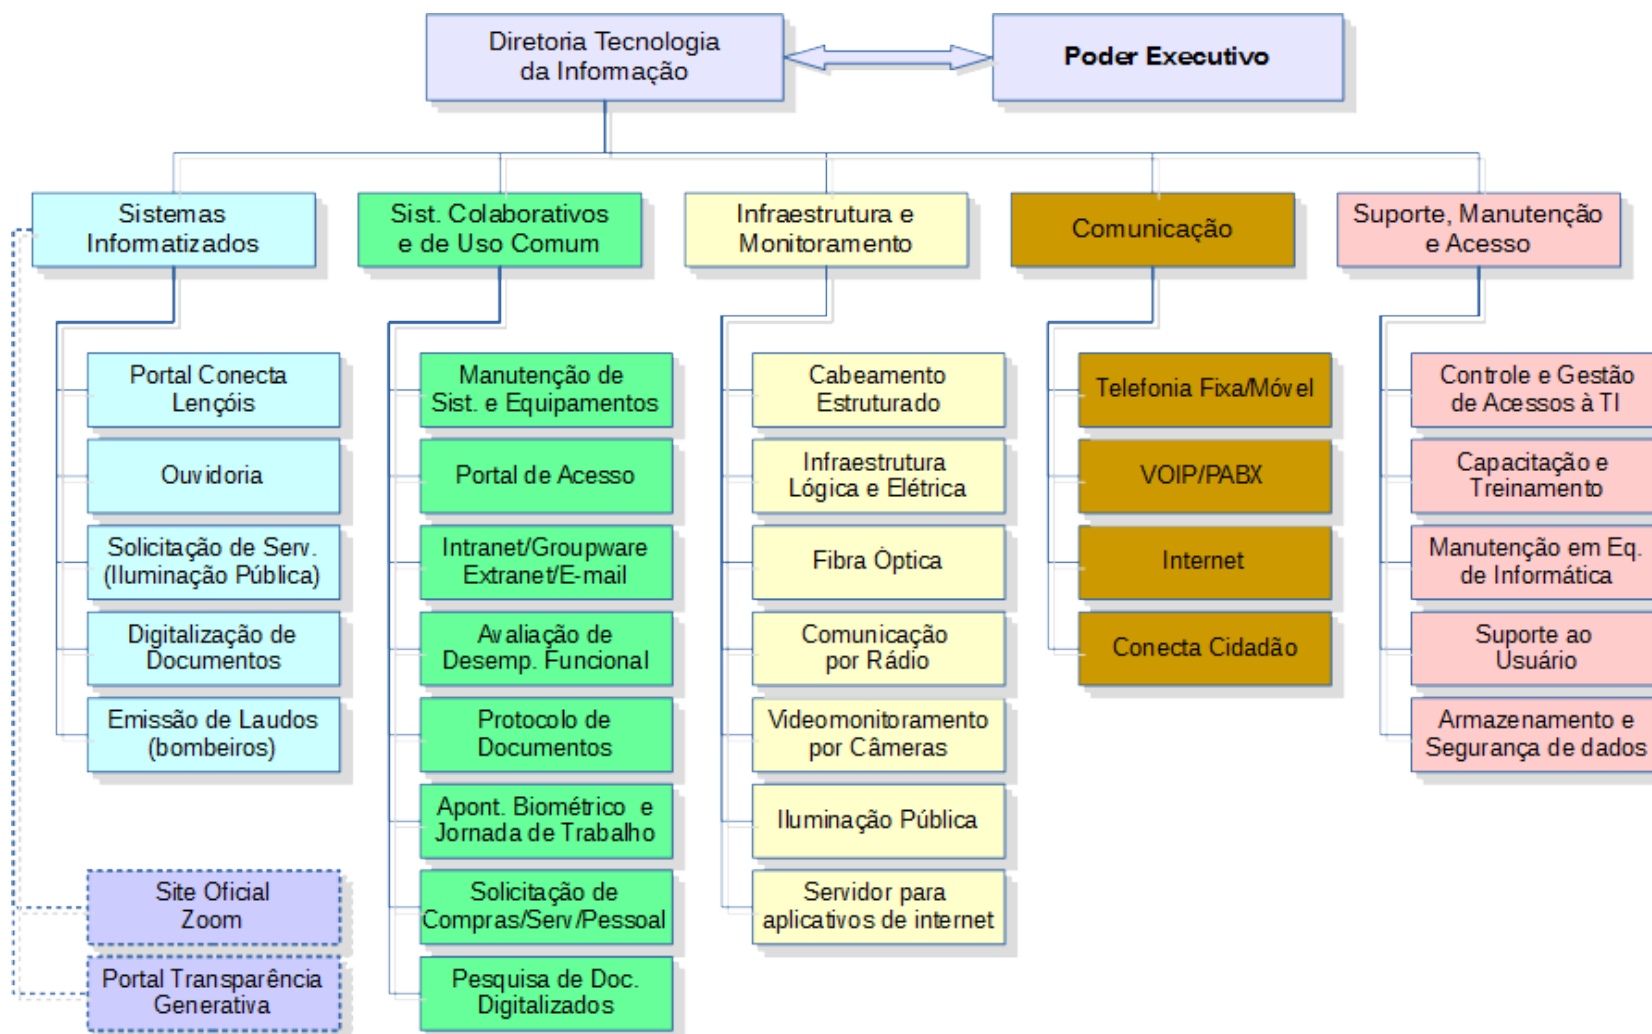 Diretoria Tecnologia
da Informação
Poder Executivo
Sistemas
Informatizados
Sist. Colaborativos
e de Uso Comum
Infraestrutura e
Monitoramento
Comunicação
Suporte, Manutenção
e Acesso
Portal Conecta
Lençóis
Ouvidoria
Solicitação de Serv.
(Iluminação Pública)
Digitalização de
Documentos
Emissão de Laudos
(bombeiros)
Site Oficial
Zoom
Portal Transparência
Generativa
Manutenção de
Sist. e Equipamentos
Portal de Acesso
Intranet/Groupware
Extranet/E-mail
Avaliação de
Desemp. Funcional
Protocolo de
Documentos
Apont. Biométrico e
Jornada de Trabalho
Solicitação de
Compras/Serv/Pessoal
Pesquisa de Doc.
Digitalizados
Cabeamento
Estruturado
Infraestrutura
Lógica e Elétrica
Fibra Óptica
Comunicação
por Rádio
Videomonitoramento
por Câmeras
Iluminação Pública
Servidor para
aplicativos de internet
Telefonia Fixa/Móvel
VOIP/PABX
Internet
Conecta Cidadão
Controle e Gestão
de Acessos à TI
Capacitação e
Treinamento
Manutenção em Eq.
de Informática
Suporte ao
Usuário
Armazenamento e
Segurança de dados